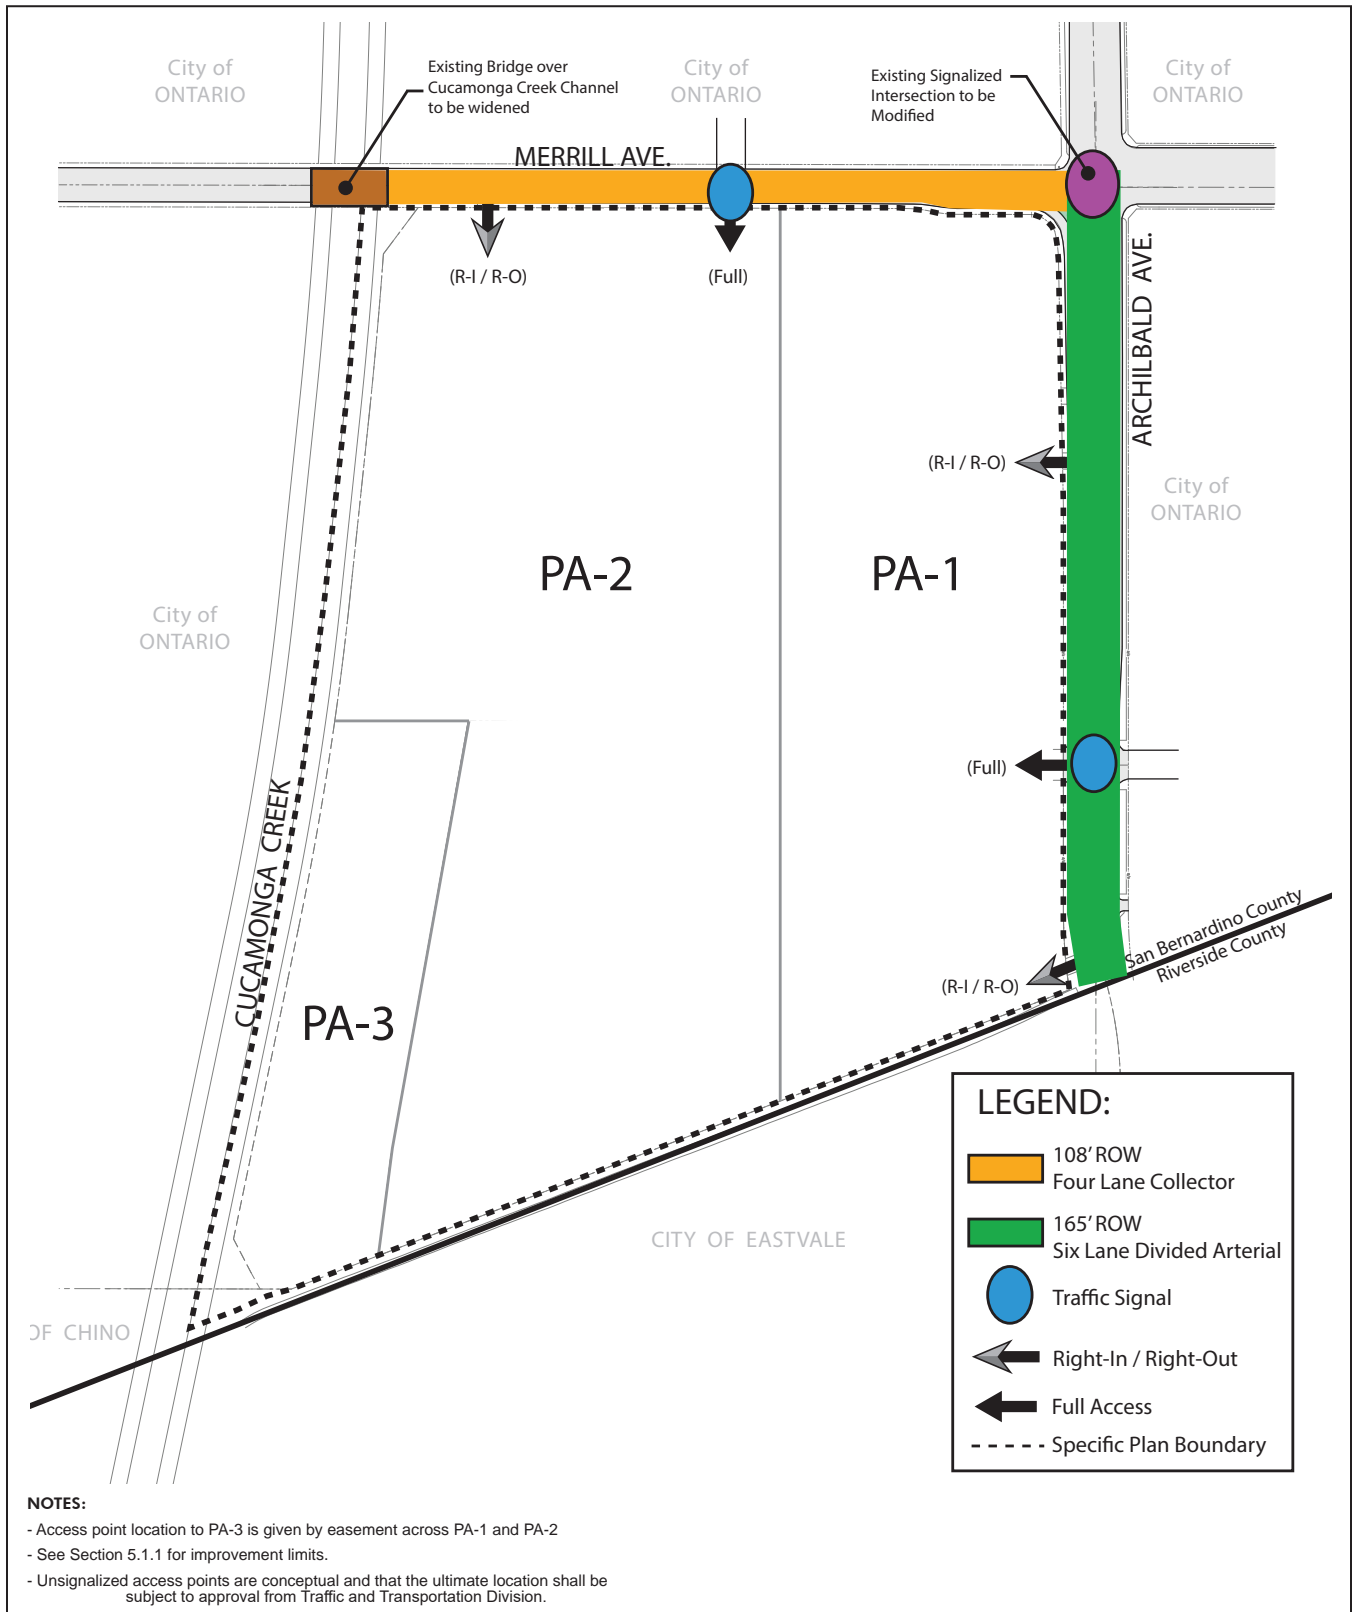 City of
ONTARIO
Existing Bridge over
Cucamonga Creek Channel
to be widened
City of
ONTARIO
Existing Signalized
Intersection to be
Modified
City of
ONTARIO
MERRILL AVE.
(R-I / R-O)
(Full)
ARCHILBALD AVE.
(R-I / R-O)
City of
ONTARIO
PA-2
PA-1
City of
ONTARIO
(Full)
CUCAMONGA CREEK
San Bernardino County
Riverside County
(R-I / R-O)
PA-3
CITY OF EASTVALE
OF CHINO
LEGEND:
108' ROW
Four Lane Collector
165' ROW
Six Lane Divided Arterial
Traffic Signal
Right-In / Right-Out
Full Access
Specific Plan Boundary
NOTES:
- Access point location to PA-3 is given by easement across PA-1 and PA-2
- See Section 5.1.1 for improvement limits.
- Unsignalized access points are conceptual and that the ultimate location shall be
subject to approval from Traffic and Transportation Division.